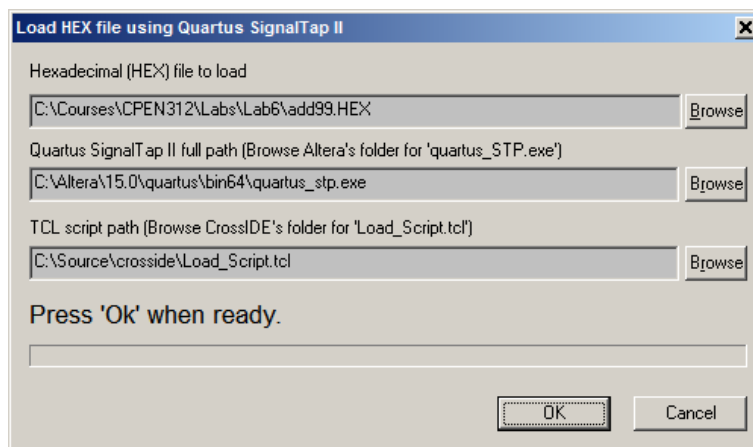 Load HEX file using Quartus SignalTap II
Hexadecimal (HEX) file to load
C:\Courses\CPEN312\Labs\Lab6\add99.HEX
Browse
Quartus SignalTap II full path (Browse Altera's folder for 'quartus_STP.exe')
C:\Altera\15.0\quartus\bin64\quartus_stp.exe
Browse
TCL script path (Browse CrossIDE's folder for 'Load_Script.tcl')
C:\Source\crosside\Load_Script.tcl
Browse
Press 'Ok' when ready.
OK
Cancel